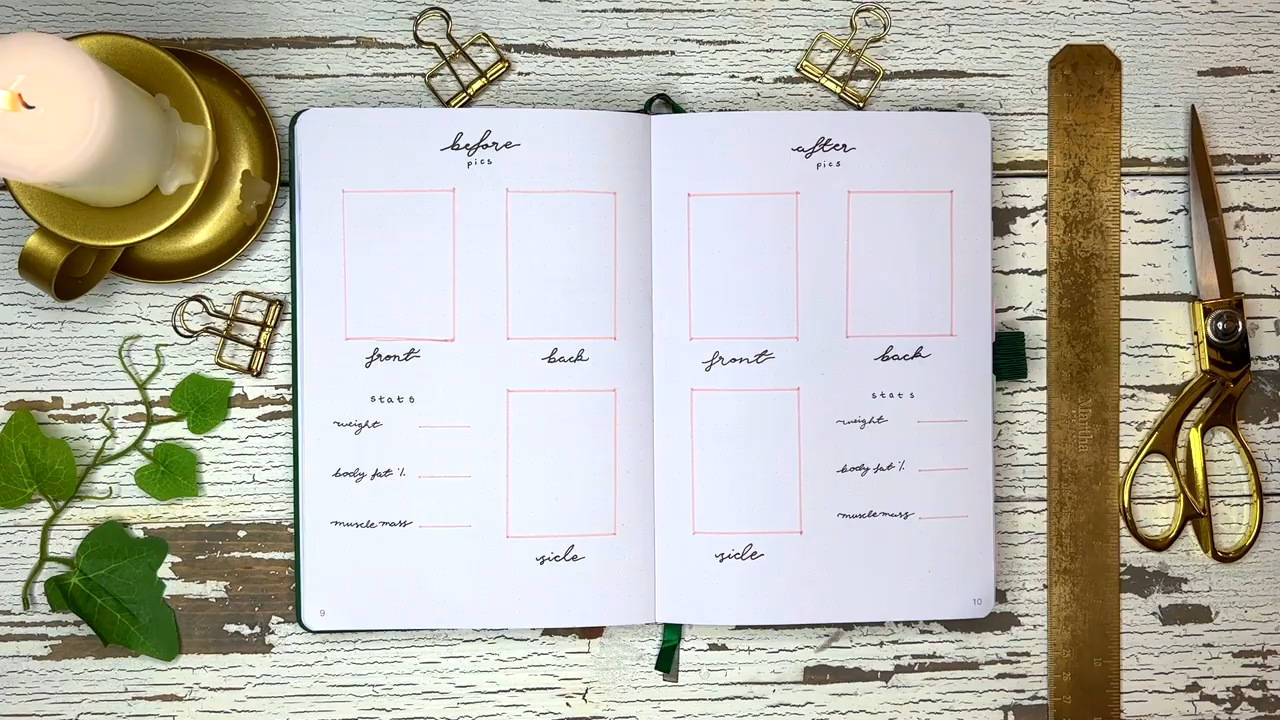 before
pics
front
back
stats
weight
body fat %
muscle mass
side
9
after
pics
front
back
side
stats
weight
body fat %
muscle mass
10